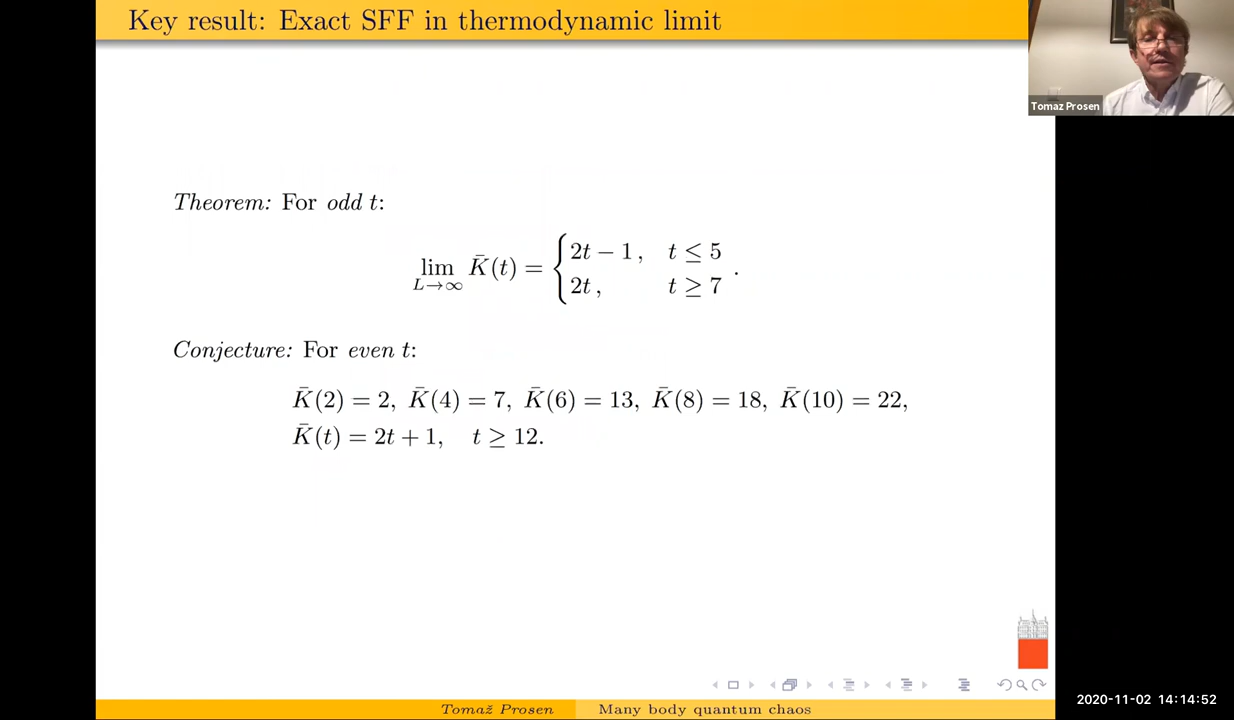 Key result: Exact SFF in thermodynamic limit
Tomaz Prosen
Theorem: For odd t:
lim_{L→∞} K̄(t) = { 2t − 1, t ≤ 5
2t, t ≥ 7 .
Conjecture: For even t:
K̄(2) = 2, K̄(4) = 7, K̄(6) = 13, K̄(8) = 18, K̄(10) = 22,
K̄(t) = 2t + 1, t ≥ 12.
Tomaž Prosen Many body quantum chaos
2020-11-02 14:14:52